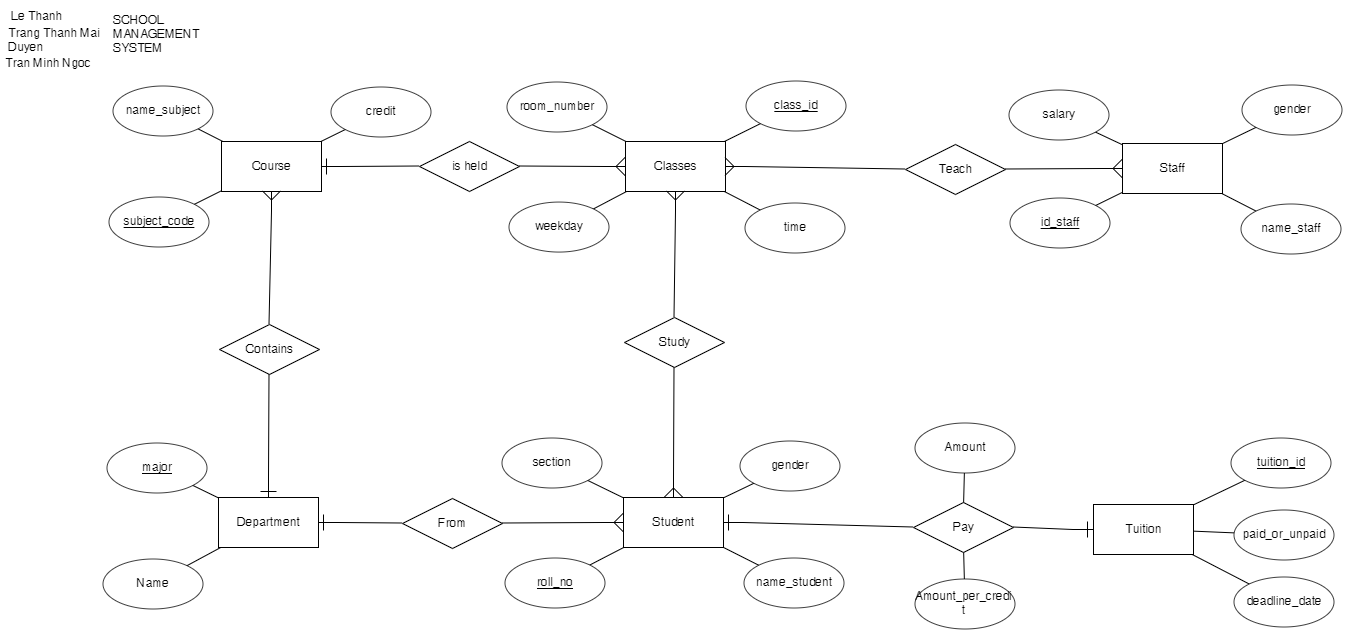 Le Thanh
Trang Thanh Mai
Duyen
Tran Minh Ngoc
SCHOOL
MANAGEMENT
SYSTEM
name_subject
credit
room_number
class_id
salary
gender
Course
is held
Classes
Teach
Staff
subject_code
weekday
time
id_staff
name_staff
Contains
Study
major
section
gender
Amount
tuition_id
Department
From
Student
Pay
Tuition
paid_or_unpaid
Name
roll_no
name_student
Amount_per_credi
t
deadline_date